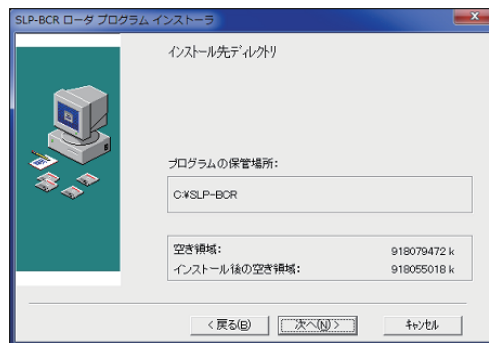 SLP-BCR ローダ プログラム インストーラ
インストール先ディレクトリ
プログラムの保管場所:
C:¥SLP-BCR
空き領域: 918079472 k
インストール後の空き領域: 918055018 k
< 戻る(B) 次へ(N) > キャンセル